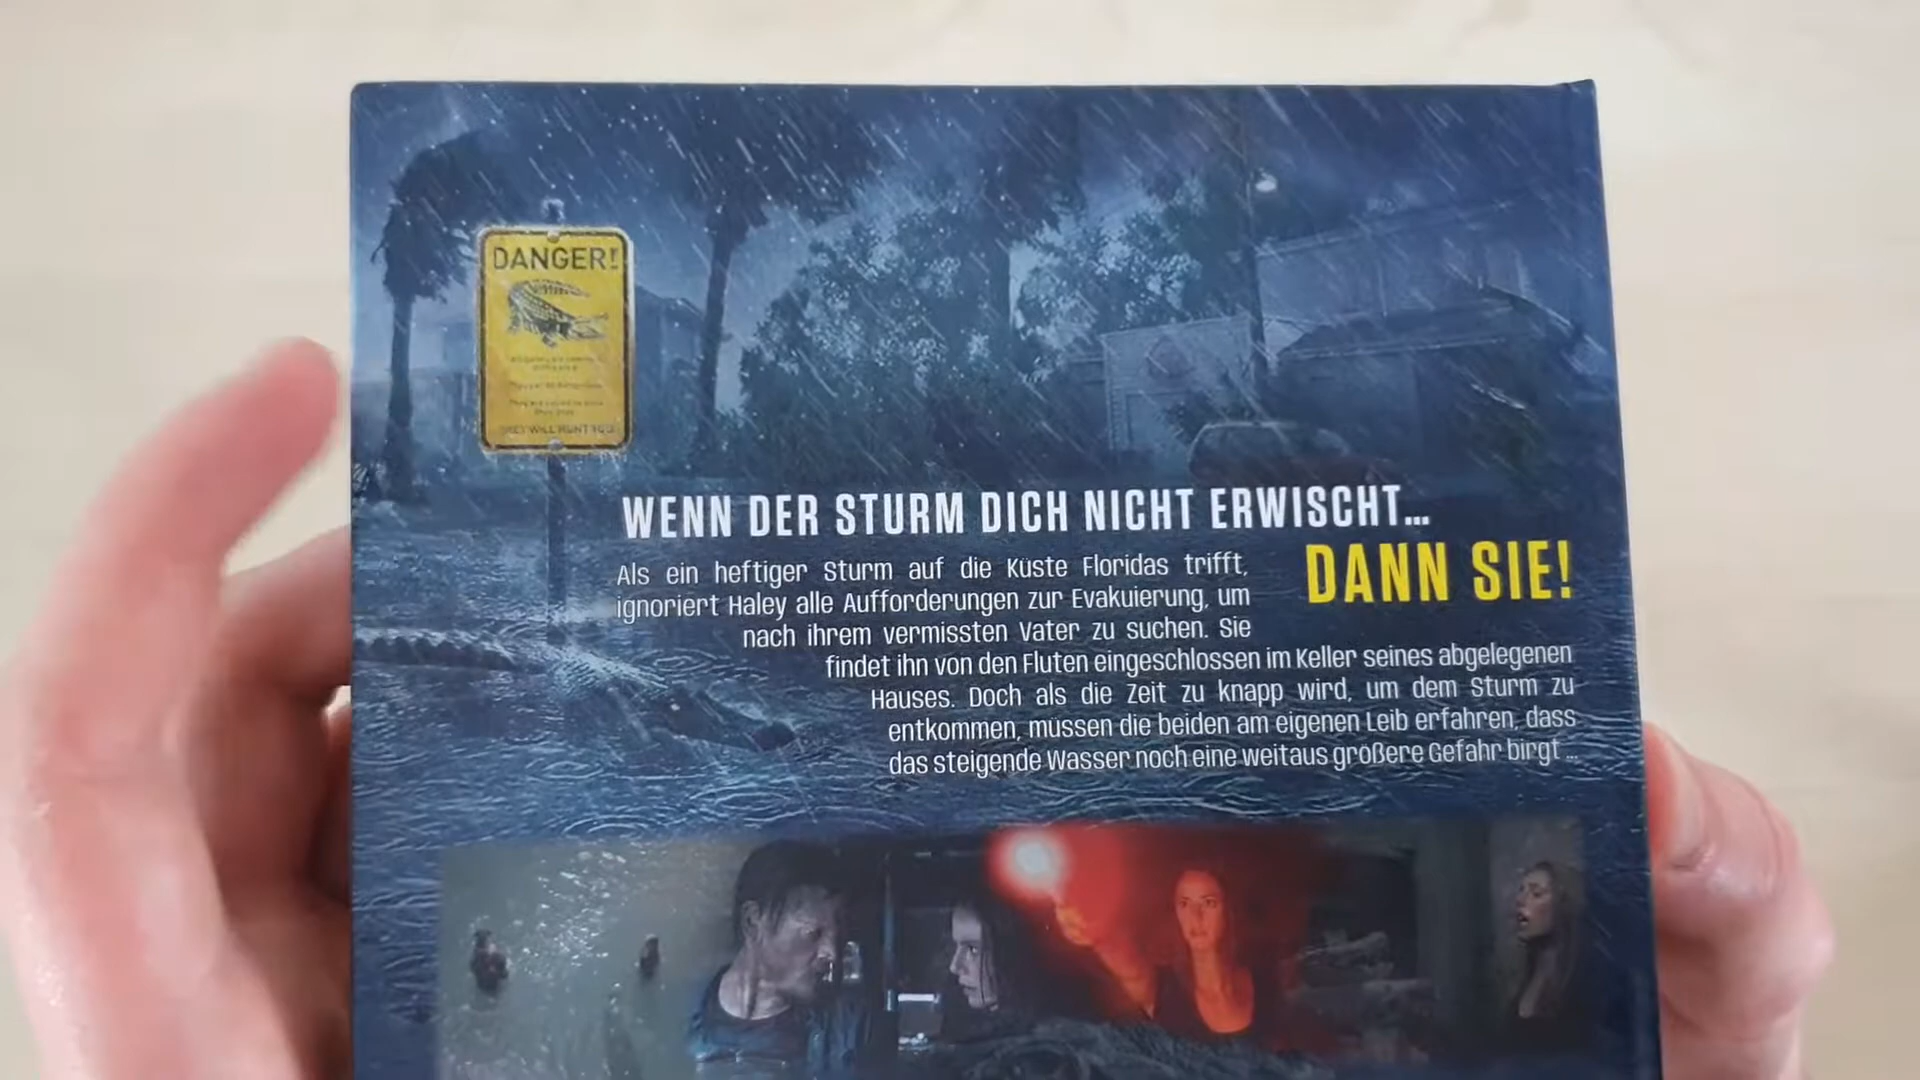 DANGER!
THEY WILL HUNT YOU
WENN DER STURM DICH NICHT ERWISCHT...
DANN SIE!
Als ein heftiger Sturm auf die Küste Floridas trifft,
ignoriert Haley alle Aufforderungen zur Evakuierung, um
nach ihrem vermissten Vater zu suchen. Sie
findet ihn von den Fluten eingeschlossen im Keller seines abgelegenen
Hauses. Doch als die Zeit zu knapp wird, um dem Sturm zu
entkommen, müssen die beiden am eigenen Leib erfahren, dass
das steigende Wasser noch eine weitaus größere Gefahr birgt ...